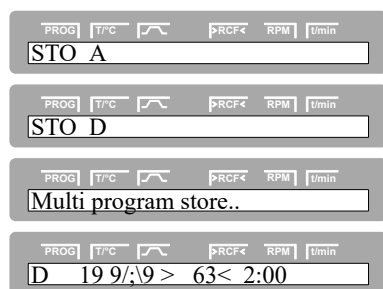 PROG T/°C >RCF< RPM t/min
STO A
PROG T/°C >RCF< RPM t/min
STO D
PROG T/°C >RCF< RPM t/min
Multi program store..
PROG T/°C >RCF< RPM t/min
D 19 9/;\9 > 63< 2:00